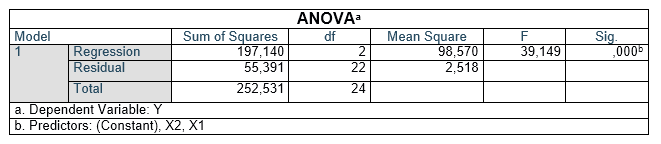 ANOVAa
Model Sum of Squares df Mean Square F Sig.
1 Regression 197,140 2 98,570 39,149 ,000b
Residual 55,391 22 2,518
Total 252,531 24
a. Dependent Variable: Y
b. Predictors: (Constant), X2, X1